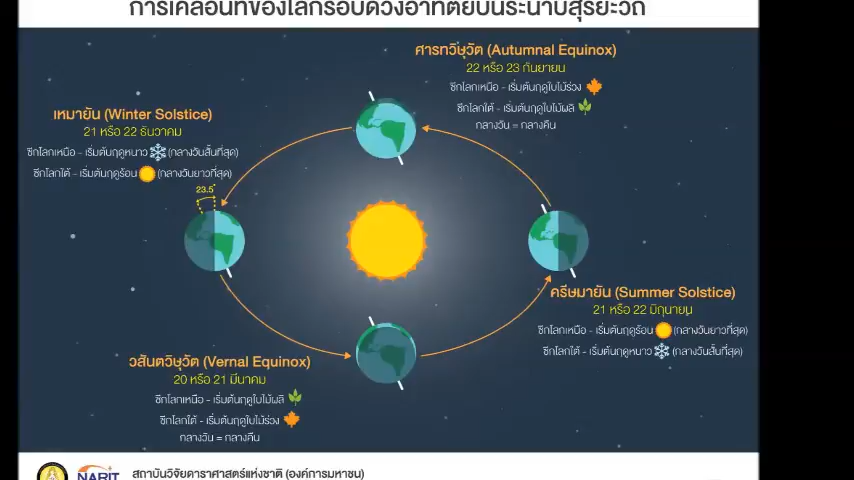 การเคลื่อนที่ของโลกรอบดวงอาทิตย์บนระนาบสุริยะวิถี
ศารทวิษุวัต (Autumnal Equinox)
22 หรือ 23 กันยายน
ซีกโลกเหนือ - เริ่มต้นฤดูใบไม้ร่วง
ซีกโลกใต้ - เริ่มต้นฤดูใบไม้ผลิ
กลางวัน = กลางคืน
เหมายัน (Winter Solstice)
21 หรือ 22 ธันวาคม
ซีกโลกเหนือ - เริ่มต้นฤดูหนาว (กลางวันสั้นที่สุด)
ซีกโลกใต้ - เริ่มต้นฤดูร้อน (กลางวันยาวที่สุด)
23.5°
ครีษมายัน (Summer Solstice)
21 หรือ 22 มิถุนายน
ซีกโลกเหนือ - เริ่มต้นฤดูร้อน (กลางวันยาวที่สุด)
ซีกโลกใต้ - เริ่มต้นฤดูหนาว (กลางวันสั้นที่สุด)
วสันตวิษุวัต (Vernal Equinox)
20 หรือ 21 มีนาคม
ซีกโลกเหนือ - เริ่มต้นฤดูใบไม้ผลิ
ซีกโลกใต้ - เริ่มต้นฤดูใบไม้ร่วง
กลางวัน = กลางคืน
NARIT
สถาบันวิจัยดาราศาสตร์แห่งชาติ (องค์การมหาชน)